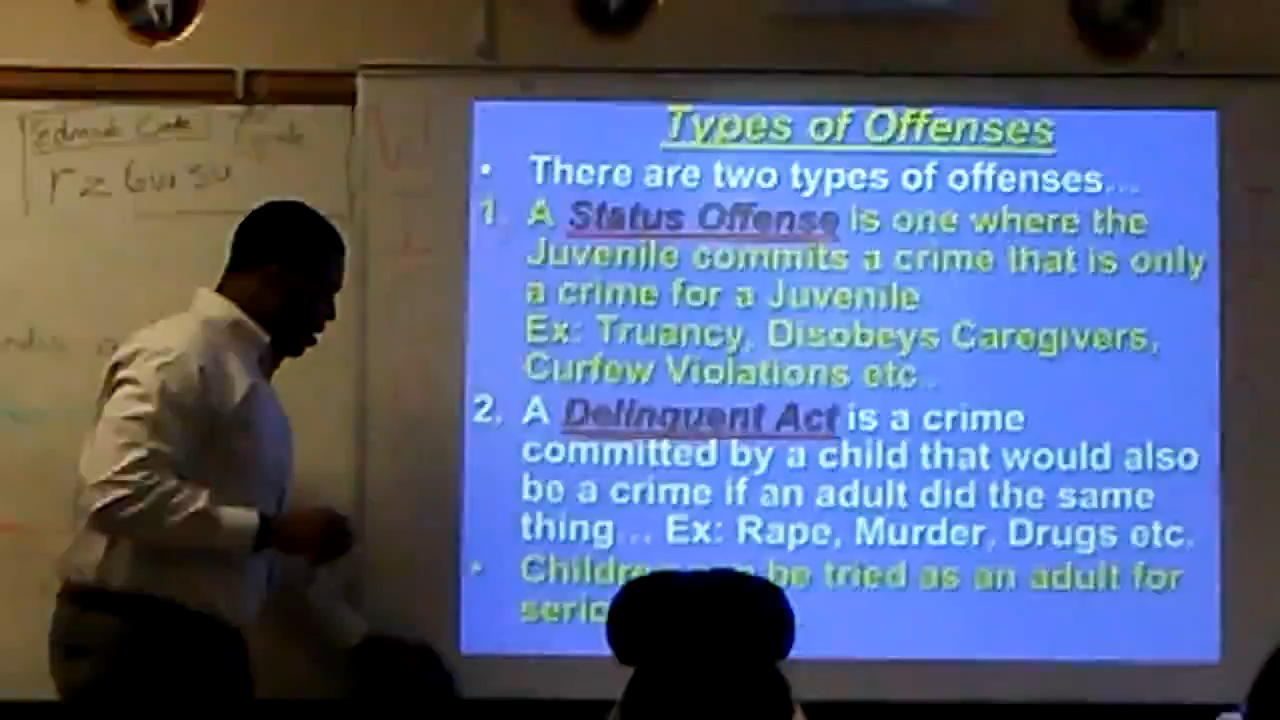 Edmodo Code
rz6wsu
Types of Offenses
• There are two types of offenses...
1. A Status Offense is one where the
Juvenile commits a crime that is only
a crime for a Juvenile
Ex: Truancy, Disobeys Caregivers,
Curfew Violations etc..
2. A Delinquent Act is a crime
committed by a child that would also
be a crime if an adult did the same
thing... Ex: Rape, Murder, Drugs etc.
• be tried as an adult for